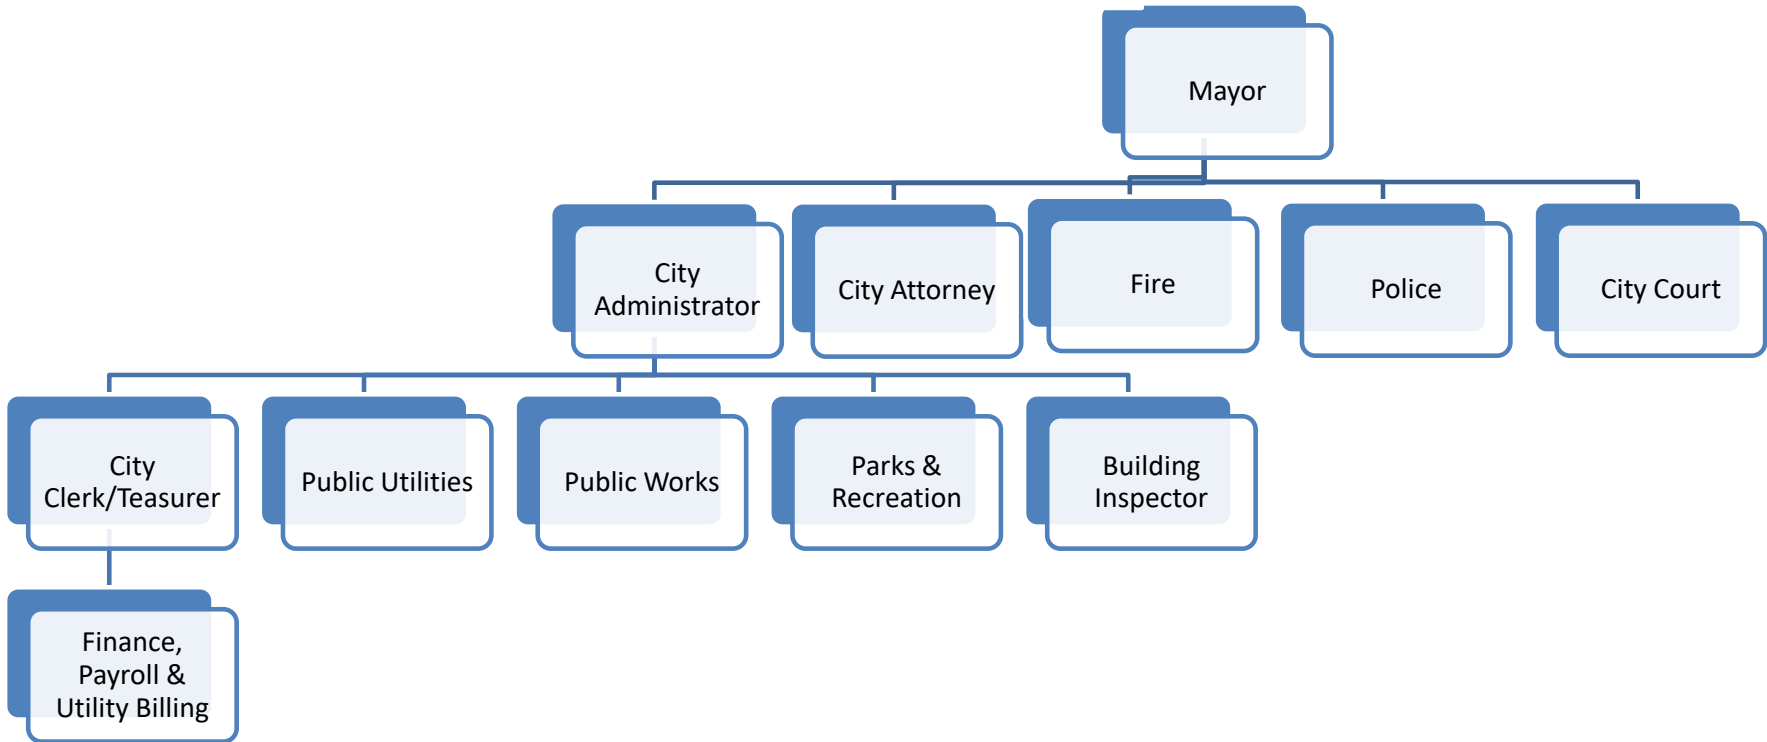 Mayor
City
Administrator
City Attorney
Fire
Police
City Court
City
Clerk/Teasurer
Public Utilities
Public Works
Parks &
Recreation
Building
Inspector
Finance,
Payroll &
Utility Billing